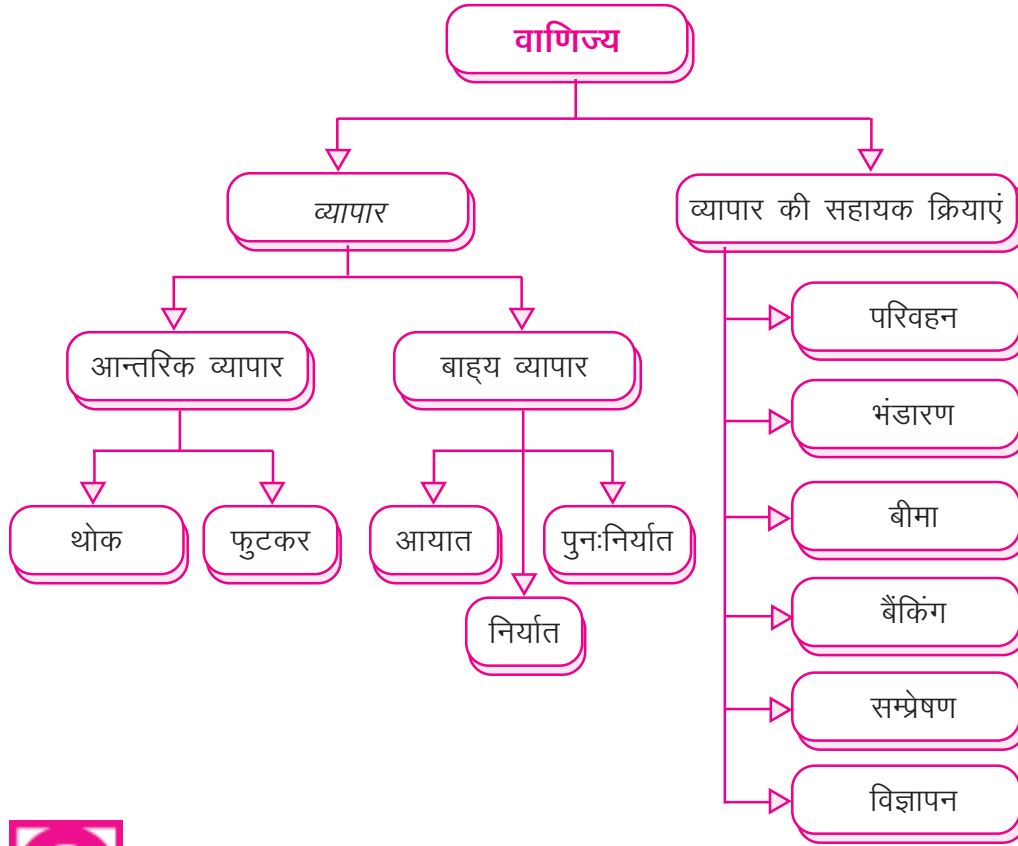 वाणिज्य
व्यापार
व्यापार की सहायक क्रियाएं
आन्तरिक व्यापार
बाह्य व्यापार
थोक
फुटकर
आयात
निर्यात
पुनःनिर्यात
परिवहन
भंडारण
बीमा
बैंकिंग
सम्प्रेषण
विज्ञापन